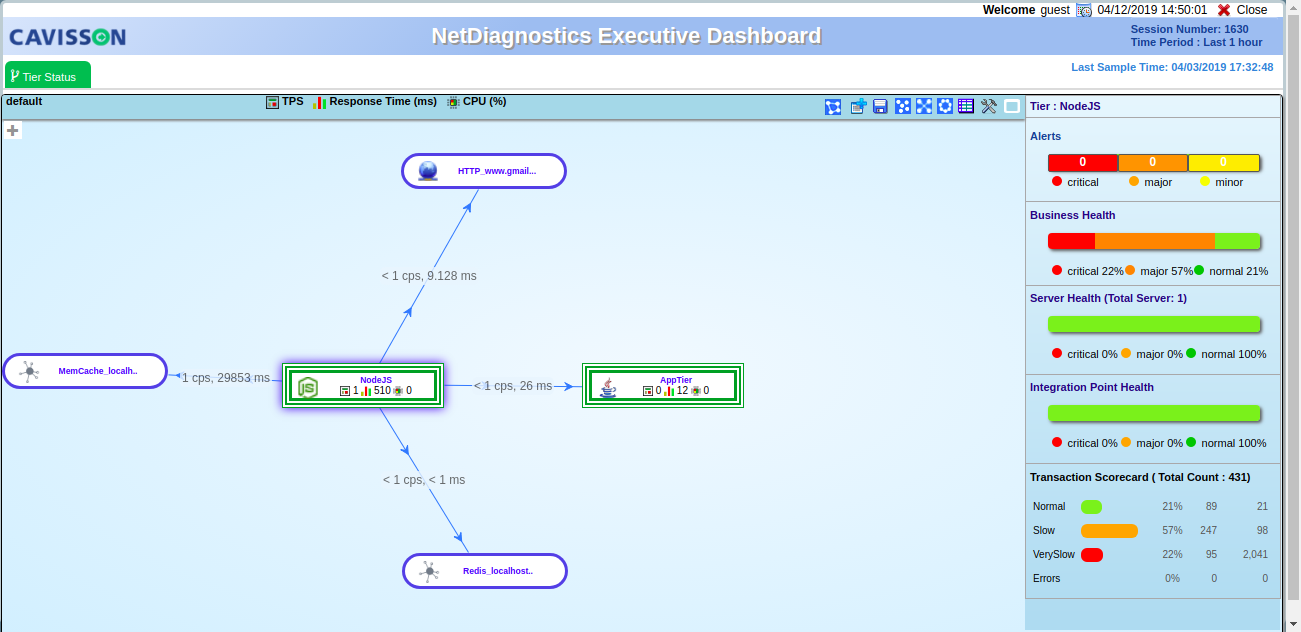 Welcome guest 04/12/2019 14:50:01 Close
CAVISSON
NetDiagnostics Executive Dashboard
Session Number: 1630
Time Period : Last 1 hour
Tier Status
Last Sample Time: 04/03/2019 17:32:48
default
TPS Response Time (ms) CPU (%)
HTTP_www.gmail...
< 1 cps, 9.128 ms
MemCache_localh..
1 cps, 29853 ms
NodeJS
1 510 0
< 1 cps, 26 ms
AppTier
0 12 0
< 1 cps, < 1 ms
Redis_localhost..
Tier : NodeJS
Alerts
0 0 0
critical major minor
Business Health
critical 22% major 57% normal 21%
Server Health (Total Server: 1)
critical 0% major 0% normal 100%
Integration Point Health
critical 0% major 0% normal 100%
Transaction Scorecard ( Total Count : 431)
Normal 21% 89 21
Slow 57% 247 98
VerySlow 22% 95 2,041
Errors 0% 0 0